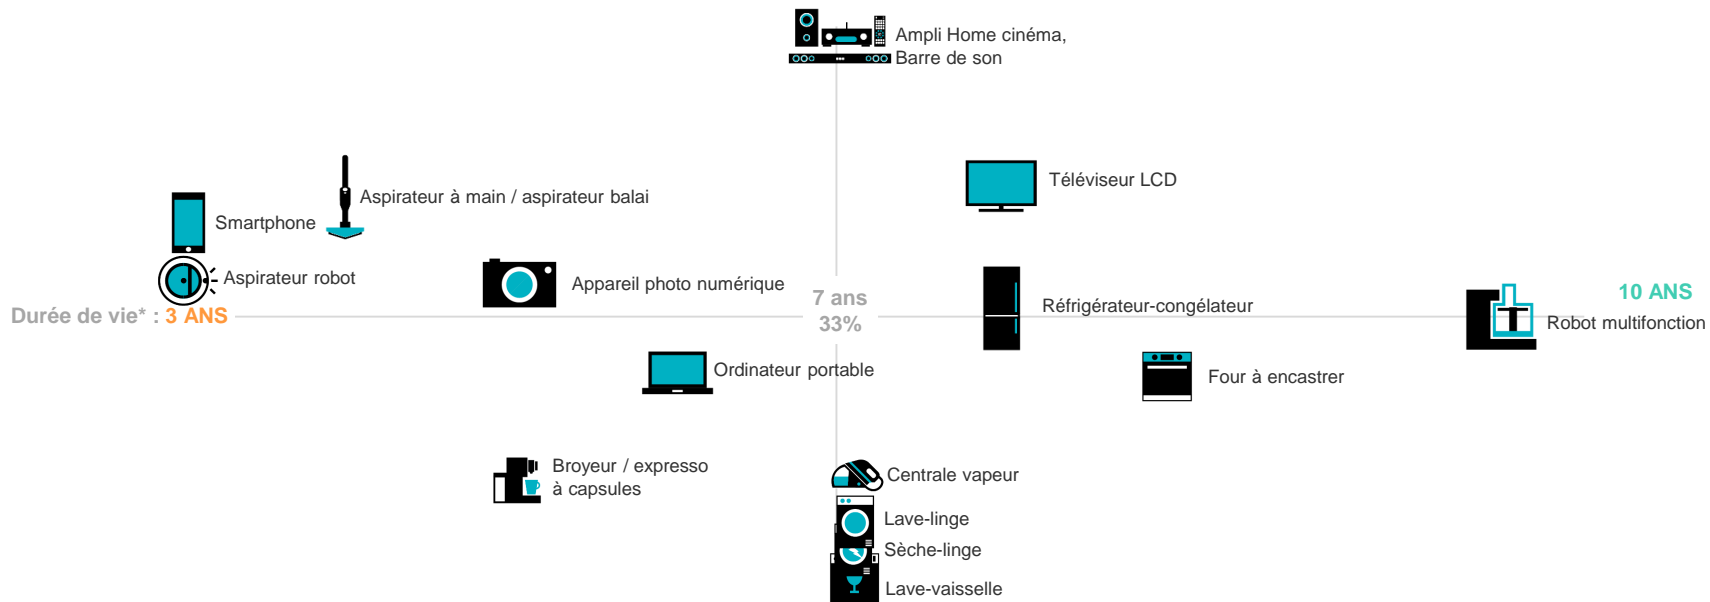 Ampli Home cinéma,
Barre de son
Téléviseur LCD
Aspirateur à main / aspirateur balai
Smartphone
Aspirateur robot
Appareil photo numérique
7 ans
33%
Réfrigérateur-congélateur
10 ANS
Durée de vie* : 3 ANS
Robot multifonction
Ordinateur portable
Four à encastrer
Broyeur / expresso
à capsules
Centrale vapeur
Lave-linge
Sèche-linge
Lave-vaisselle